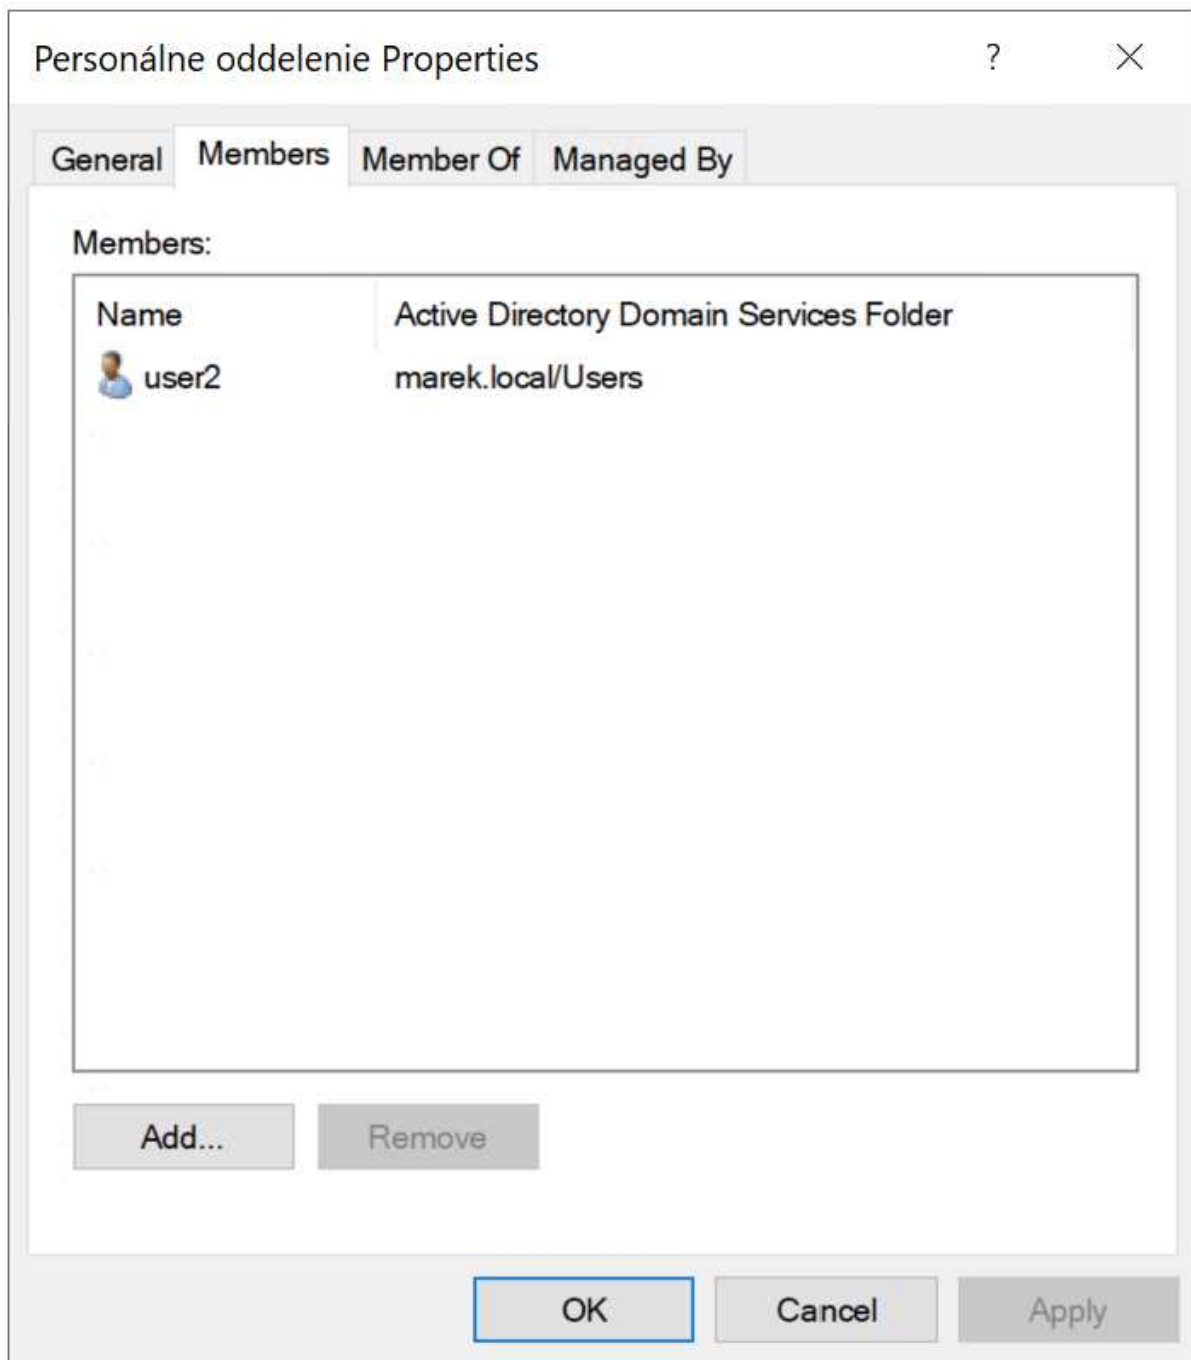 Personálne oddelenie Properties ? ×
General Members Member Of Managed By
Members:
Name Active Directory Domain Services Folder
user2 marek.local/Users
Add... Remove
OK Cancel Apply